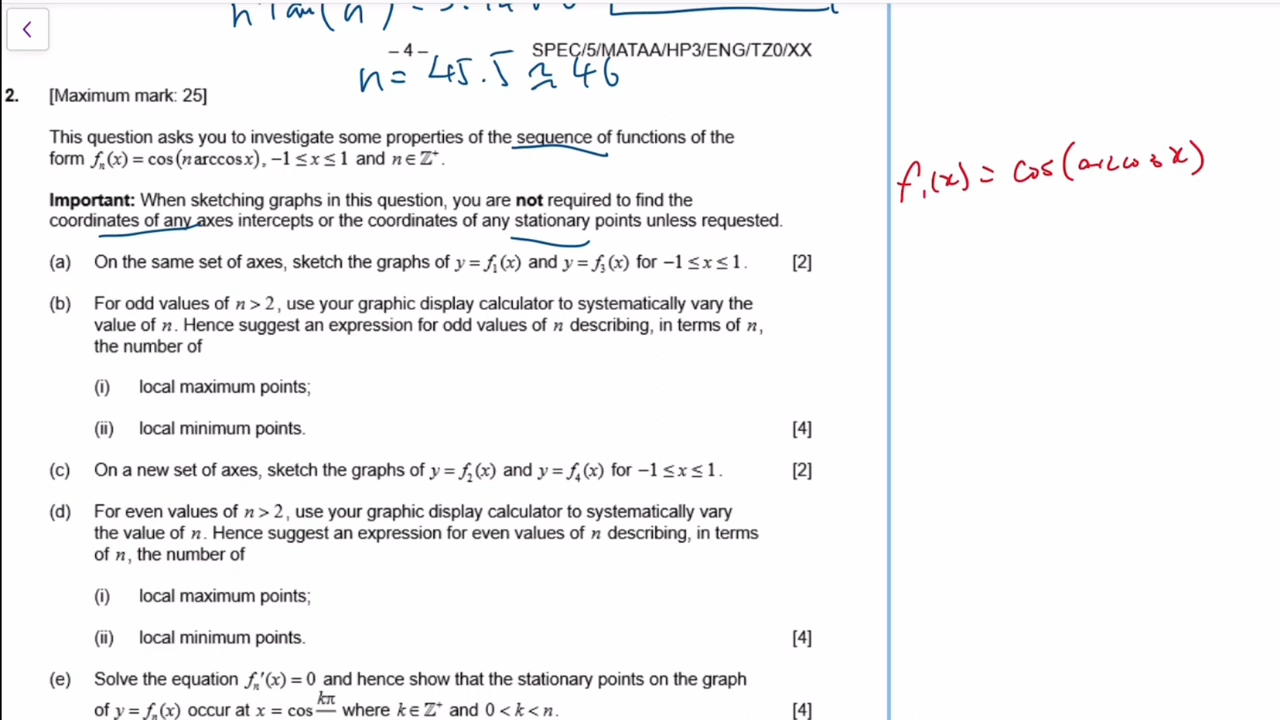 n Tan(n) =
– 4 – SPEC/5/MATAA/HP3/ENG/TZ0/XX
n = 45.5 ≈ 46
2. [Maximum mark: 25]
This question asks you to investigate some properties of the sequence of functions of the
form fₙ(x) = cos(n arccos x), −1 ≤ x ≤ 1 and n ∈ ℤ⁺.
f₁(x) = cos(arccos x)
Important: When sketching graphs in this question, you are not required to find the
coordinates of any axes intercepts or the coordinates of any stationary points unless requested.
(a) On the same set of axes, sketch the graphs of y = f₁(x) and y = f₃(x) for −1 ≤ x ≤ 1. [2]
(b) For odd values of n > 2, use your graphic display calculator to systematically vary the
value of n. Hence suggest an expression for odd values of n describing, in terms of n,
the number of
(i) local maximum points;
(ii) local minimum points. [4]
(c) On a new set of axes, sketch the graphs of y = f₂(x) and y = f₄(x) for −1 ≤ x ≤ 1. [2]
(d) For even values of n > 2, use your graphic display calculator to systematically vary
the value of n. Hence suggest an expression for even values of n describing, in terms
of n, the number of
(i) local maximum points;
(ii) local minimum points. [4]
(e) Solve the equation fₙ′(x) = 0 and hence show that the stationary points on the graph
of y = fₙ(x) occur at x = cos kπ where k ∈ ℤ⁺ and 0 < k < n. [4]